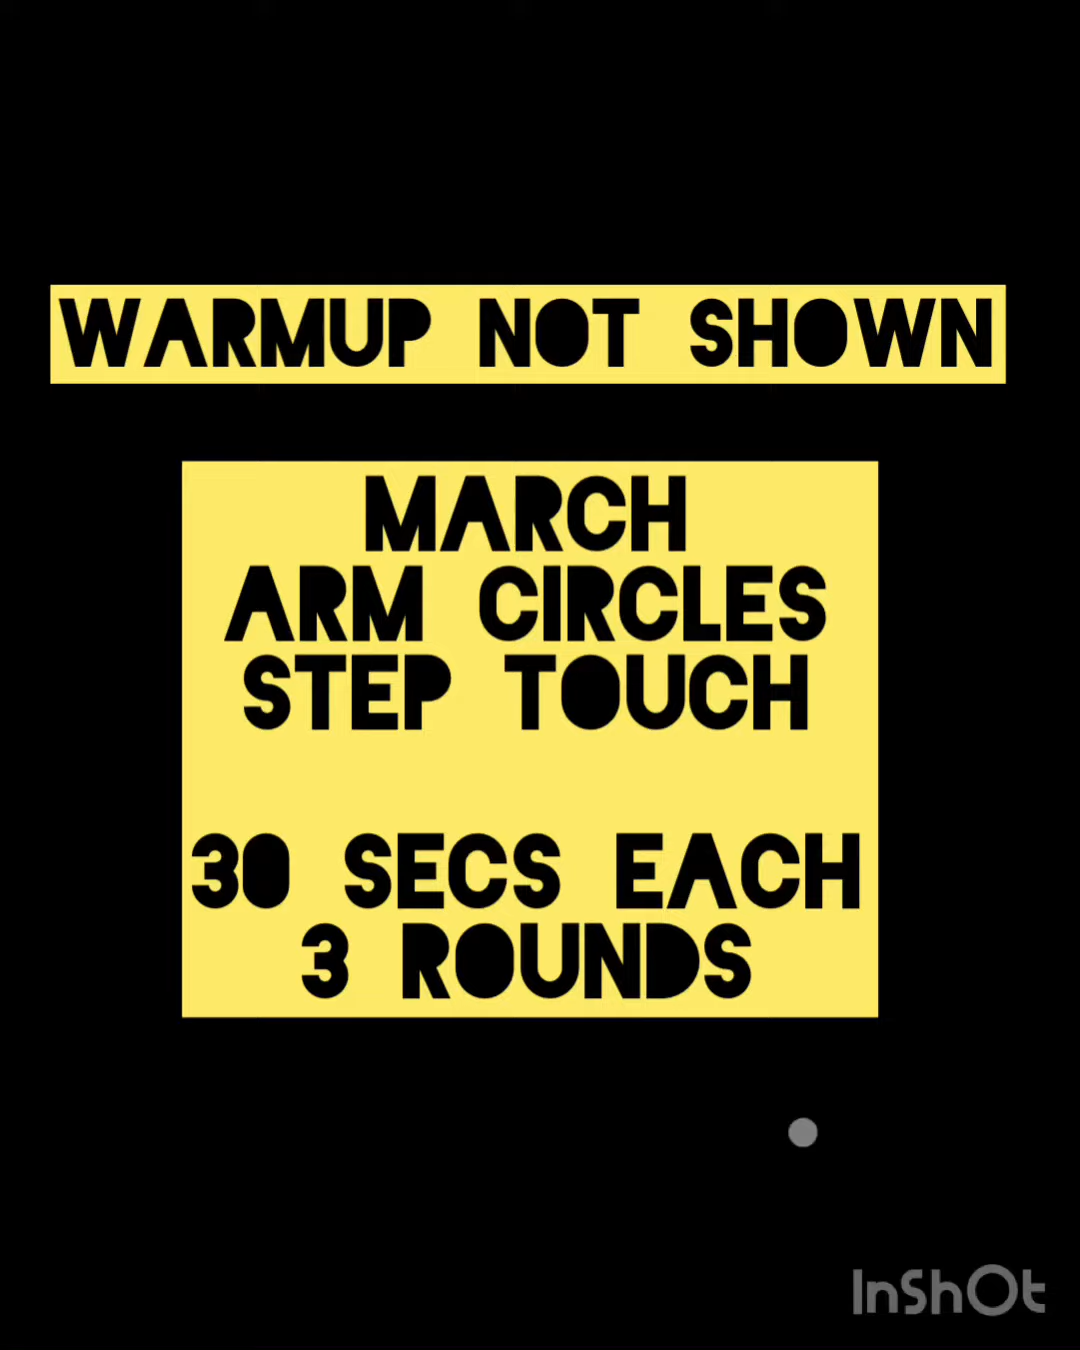 WARMUP NOT SHOWN
MARCH
ARM CIRCLES
STEP TOUCH
30 SECS EACH
3 ROUNDS
InShOt